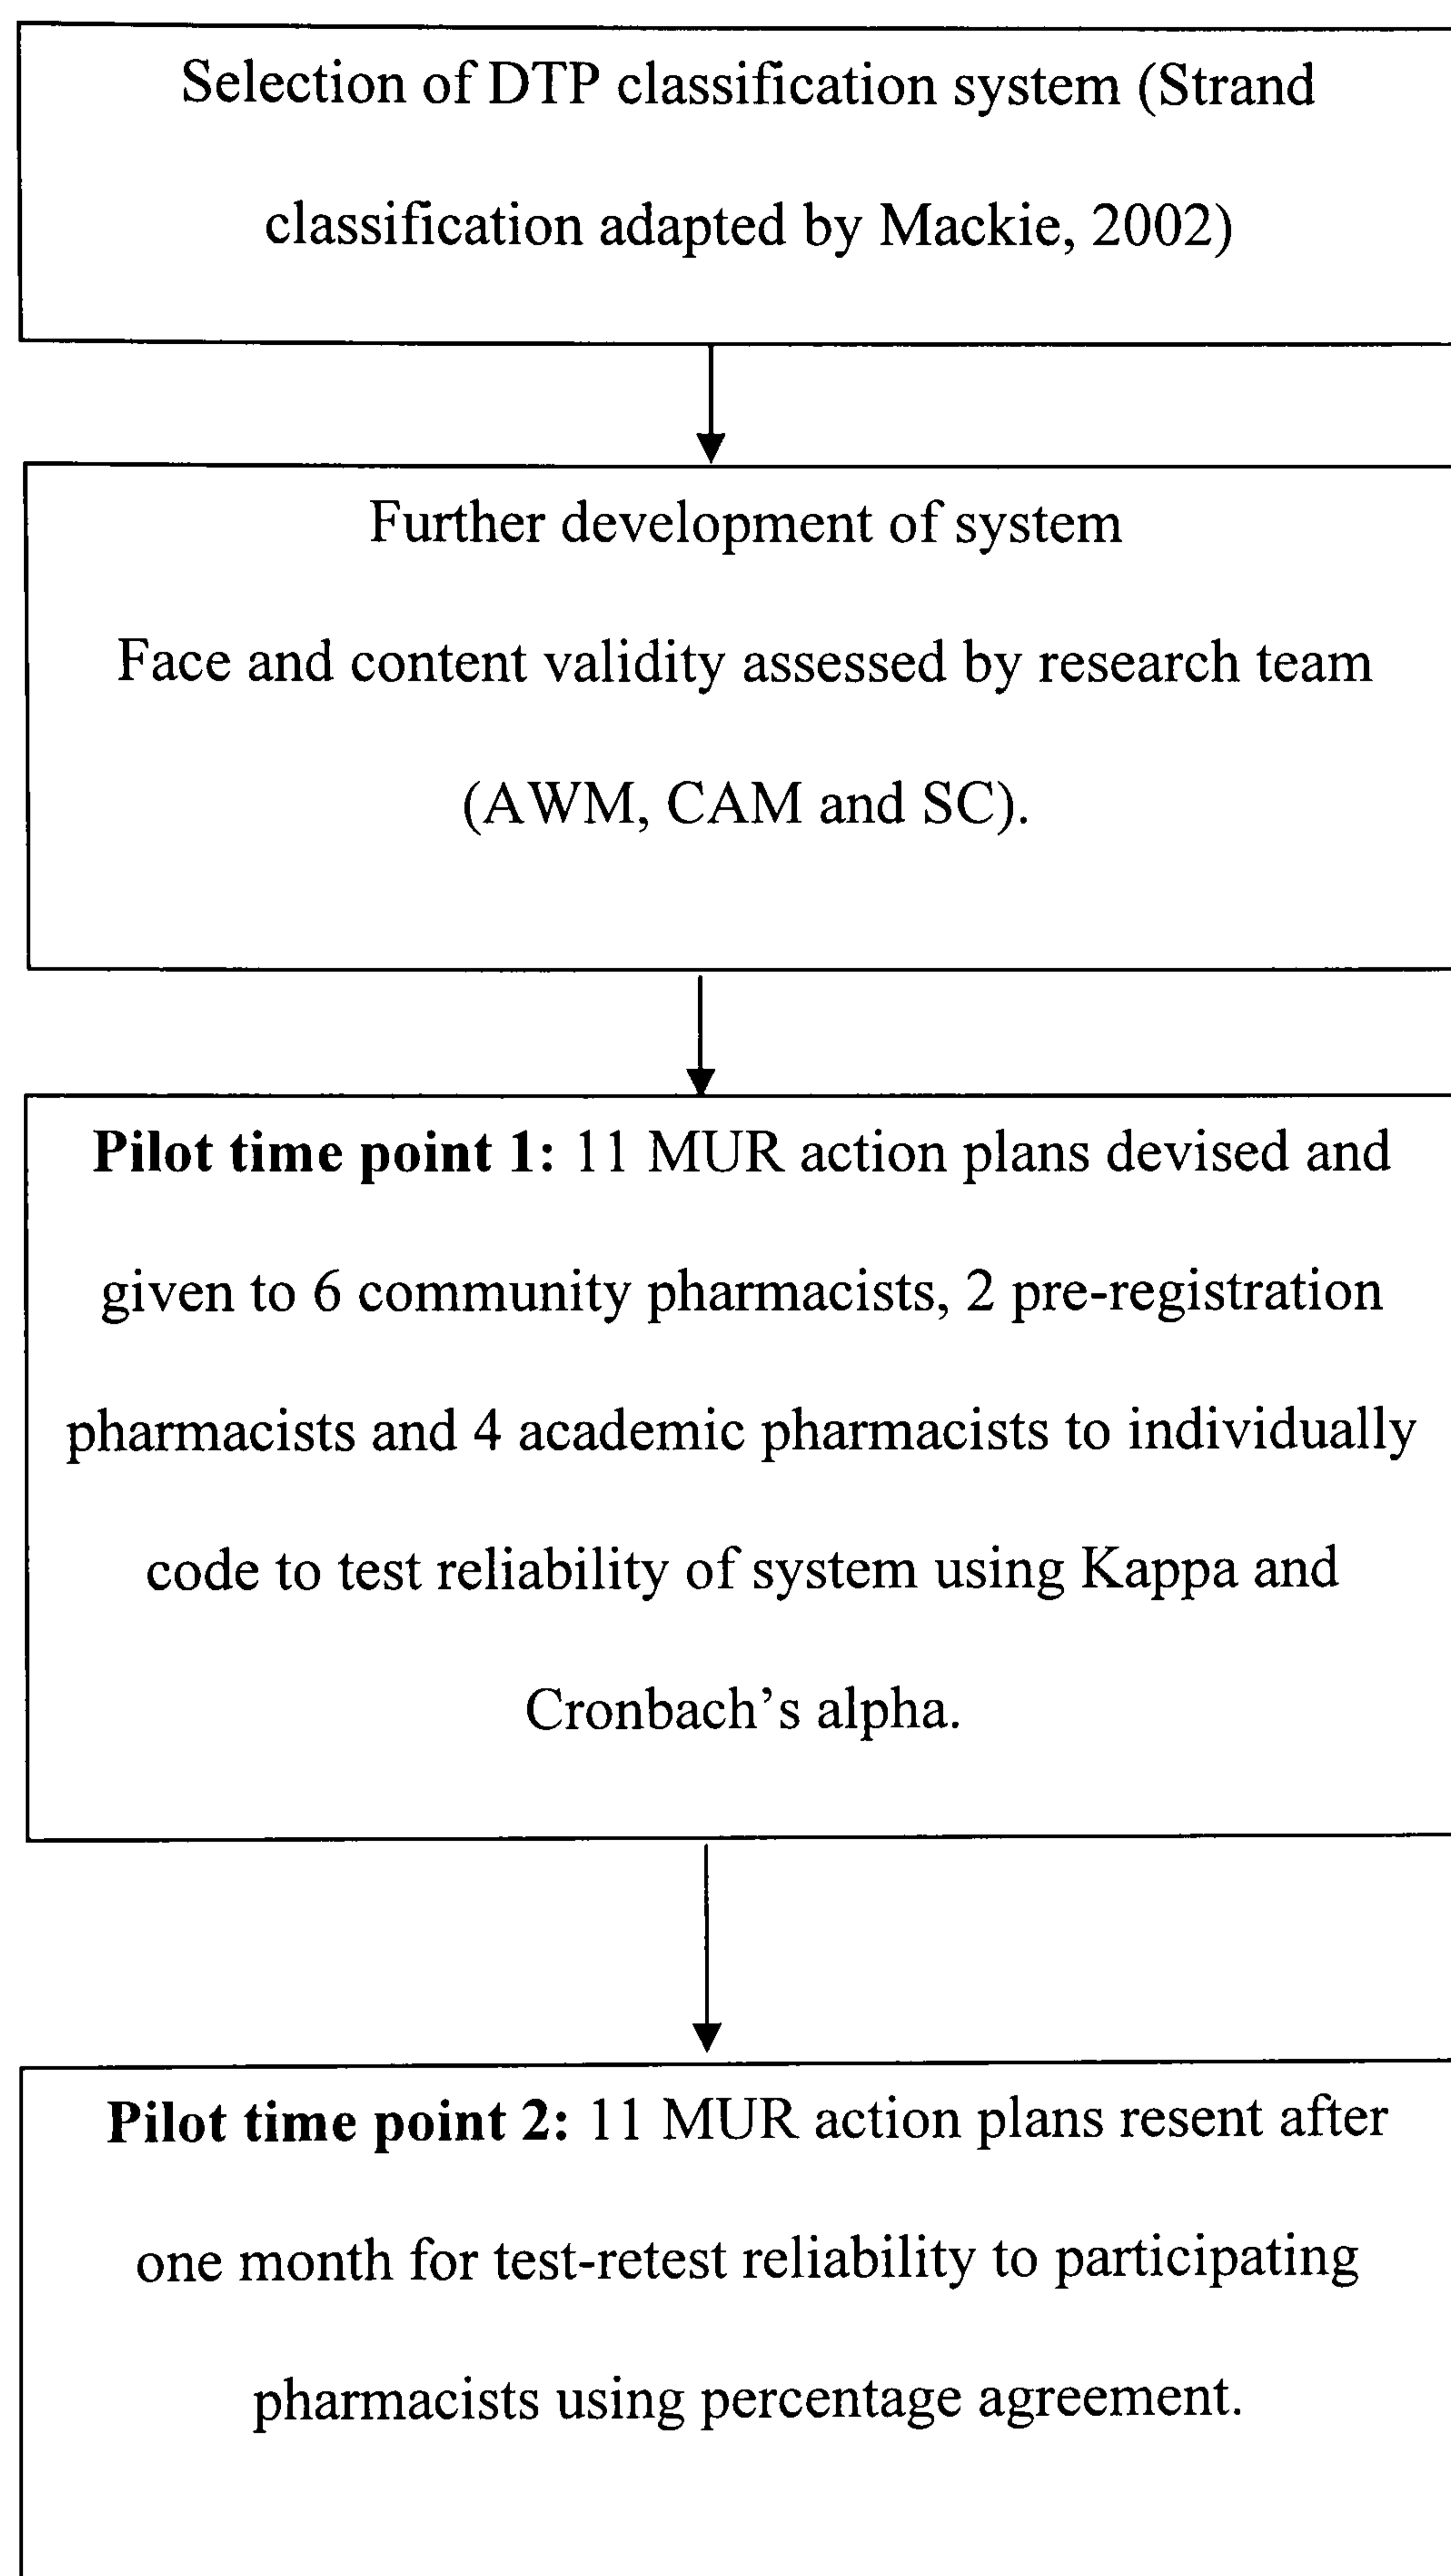 Selection of DTP classification system (Strand
classification adapted by Mackie, 2002)
Further development of system
Face and content validity assessed by research team
(AWM, CAM and SC).
Pilot time point 1: 11 MUR action plans devised and
given to 6 community pharmacists, 2 pre-registration
pharmacists and 4 academic pharmacists to individually
code to test reliability of system using Kappa and
Cronbach’s alpha.
Pilot time point 2: 11 MUR action plans resent after
one month for test-retest reliability to participating
pharmacists using percentage agreement.